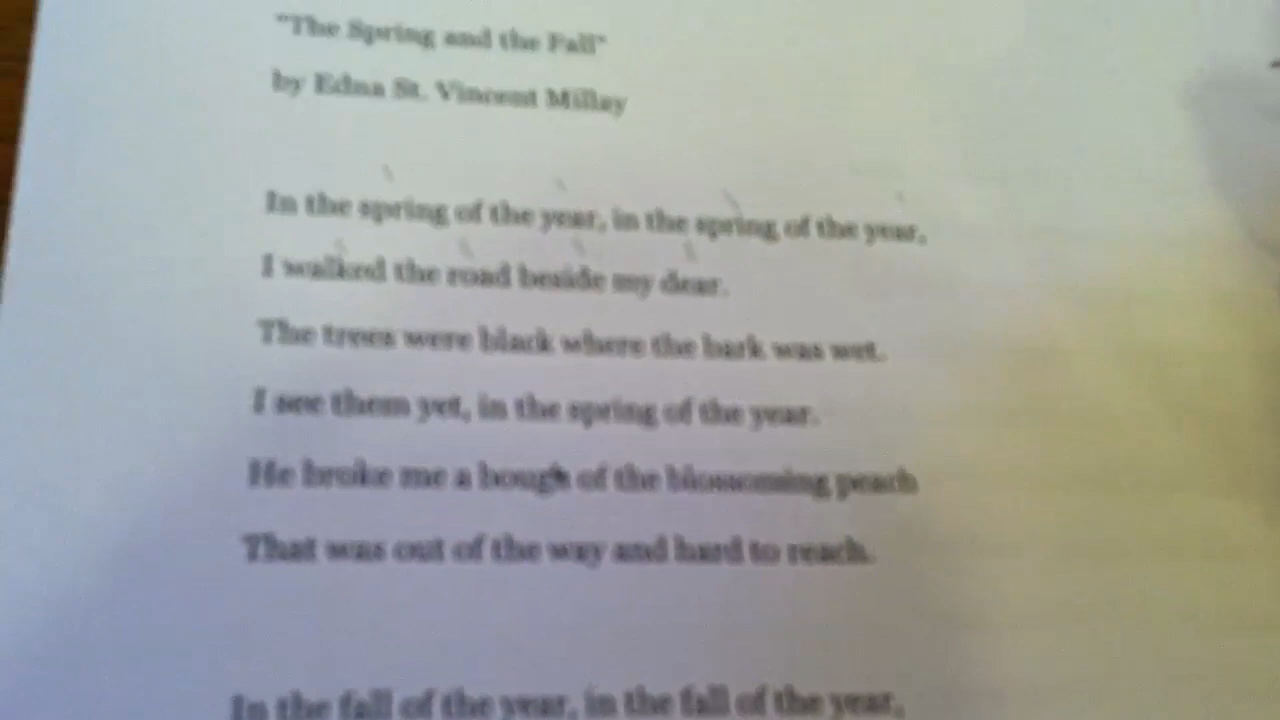 "The Spring and the Fall"
by Edna St. Vincent Millay
In the spring of the year, in the spring of the year,
I walked the road beside my dear.
The trees were black where the bark was wet.
I see them yet, in the spring of the year.
He broke me a bough of the blossoming peach
That was out of the way and hard to reach.
In the fall of the year, in the fall of the year,